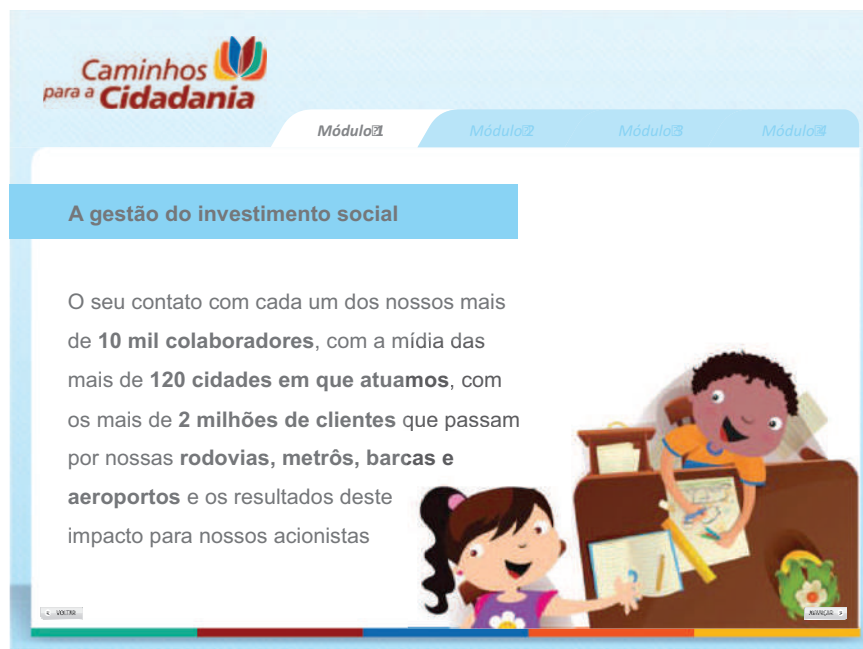 Caminhos
para a Cidadania
Módulo 1
Módulo 2
Módulo 3
Módulo 4
A gestão do investimento social
O seu contato com cada um dos nossos mais
de 10 mil colaboradores, com a mídia das
mais de 120 cidades em que atuamos, com
os mais de 2 milhões de clientes que passam
por nossas rodovias, metrôs, barcas e
aeroportos e os resultados deste
impacto para nossos acionistas
< VOLTAR
AVANÇAR >